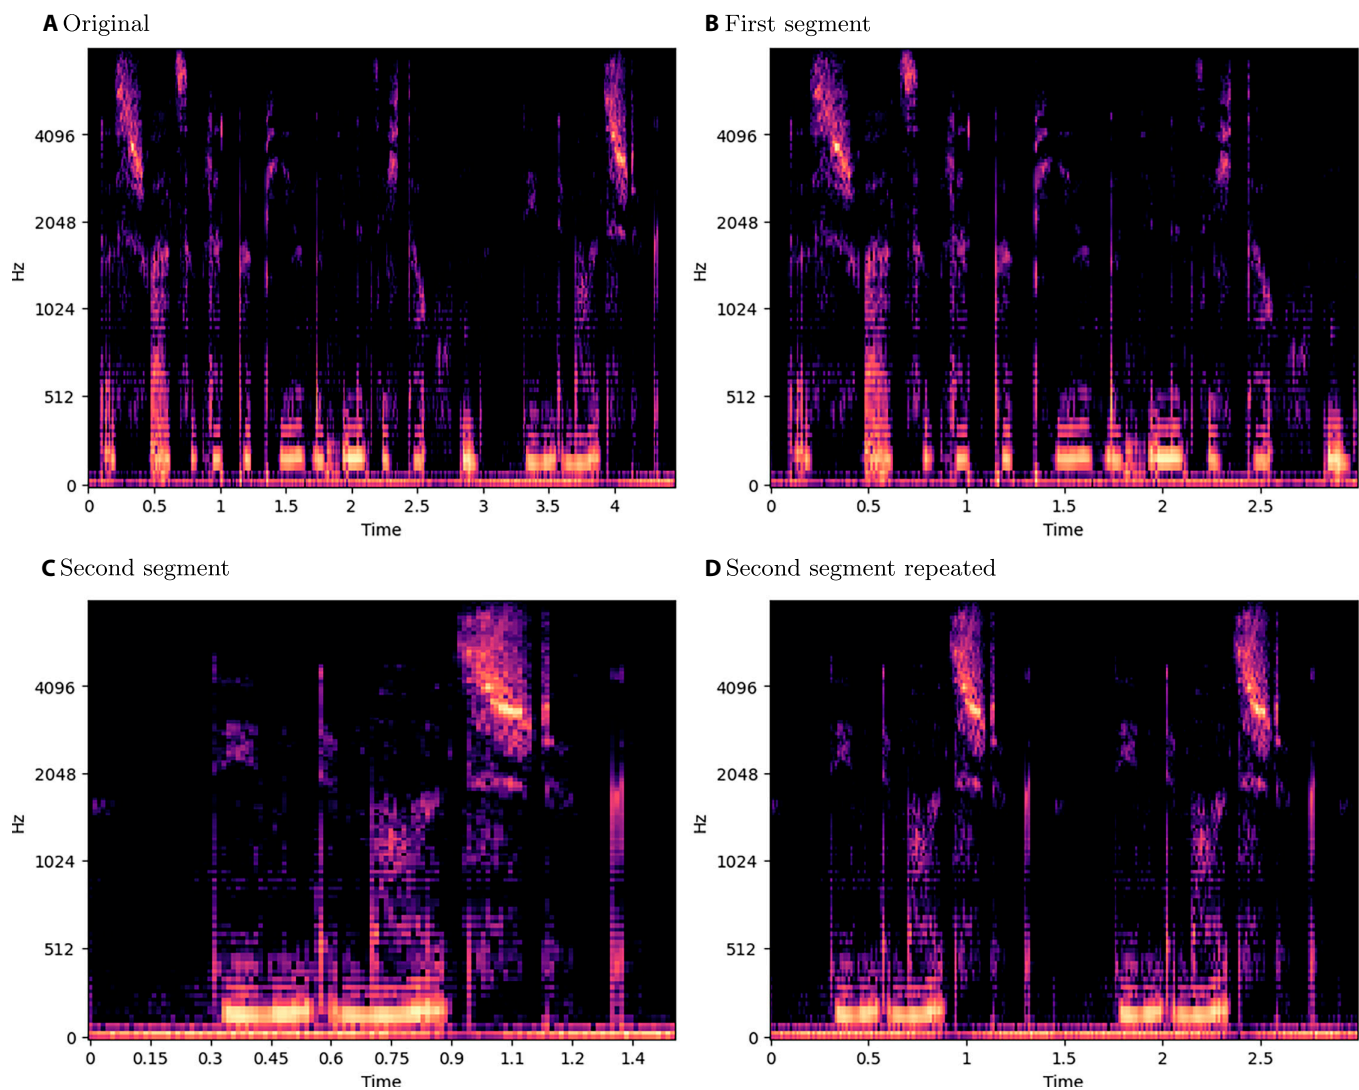 A Original
B First segment
4096
2048
1024
512
0
Hz
0 0.5 1 1.5 2 2.5 3 3.5 4
Time
4096
2048
1024
512
0
Hz
0 0.5 1 1.5 2 2.5
Time
C Second segment
D Second segment repeated
4096
2048
1024
512
0
Hz
0 0.15 0.3 0.45 0.6 0.75 0.9 1.1 1.2 1.4
Time
4096
2048
1024
512
0
Hz
0 0.5 1 1.5 2 2.5
Time